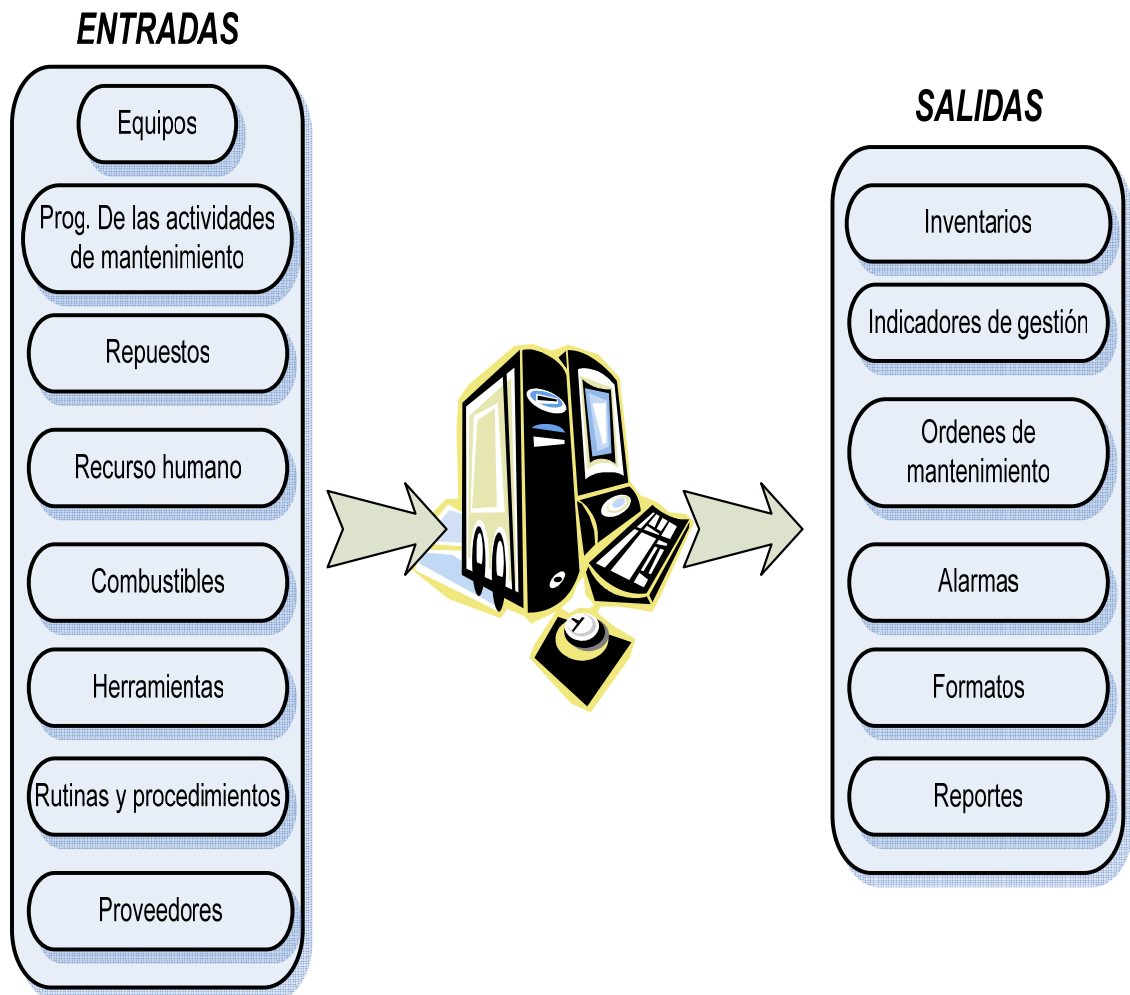 ENTRADAS
Equipos
Prog. De las actividades
de mantenimiento
Repuestos
Recurso humano
Combustibles
Herramientas
Rutinas y procedimientos
Proveedores
SALIDAS
Inventarios
Indicadores de gestión
Ordenes de
mantenimiento
Alarmas
Formatos
Reportes